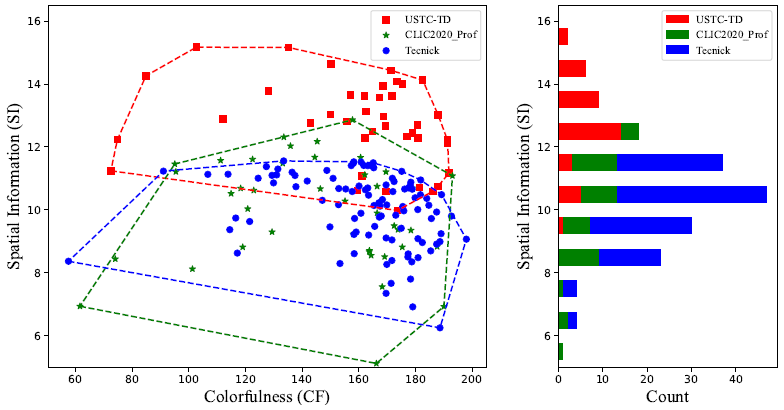 USTC-TD
CLIC2020_Prof
Tecnick
16
14
12
10
8
6
60
80
100
120
140
160
180
200
Spatial Information (SI)
Colorfulness (CF)
USTC-TD
CLIC2020_Prof
Tecnick
16
14
12
10
8
6
0
10
20
30
40
Spatial Information (SI)
Count